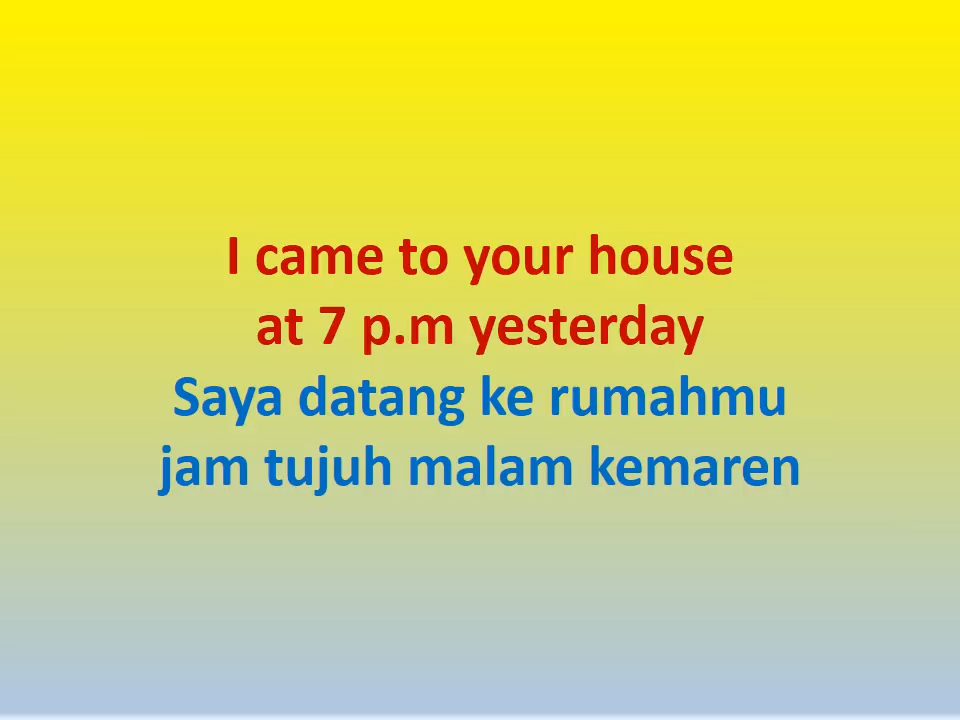 I came to your house
at 7 p.m yesterday
Saya datang ke rumahmu
jam tujuh malam kemaren